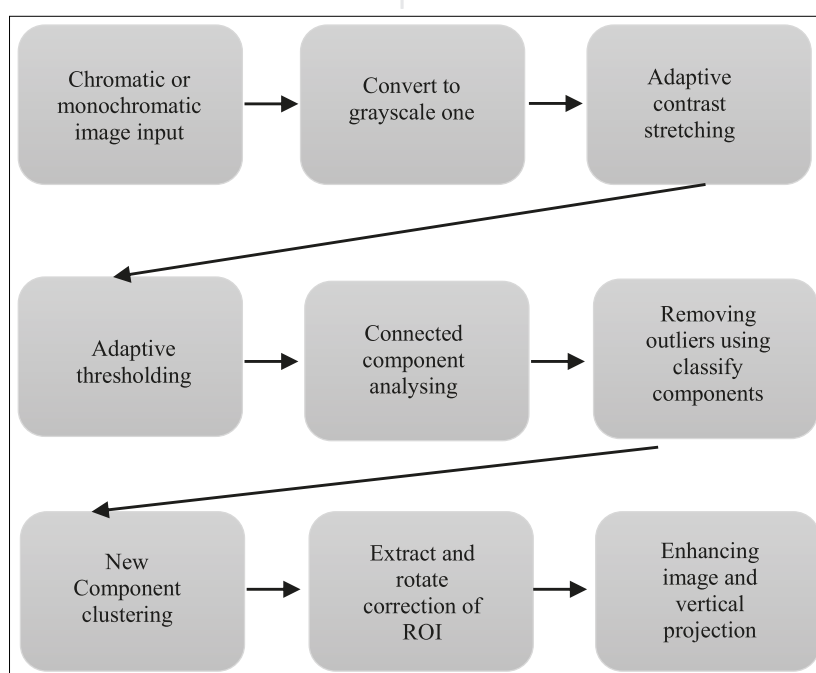 Chromatic or
monochromatic
image input
Convert to
grayscale one
Adaptive
contrast
stretching
Adaptive
thresholding
Connected
component
analysing
Removing
outliers using
classify
components
New
Component
clustering
Extract and
rotate
correction of
ROI
Enhancing
image and
vertical
projection